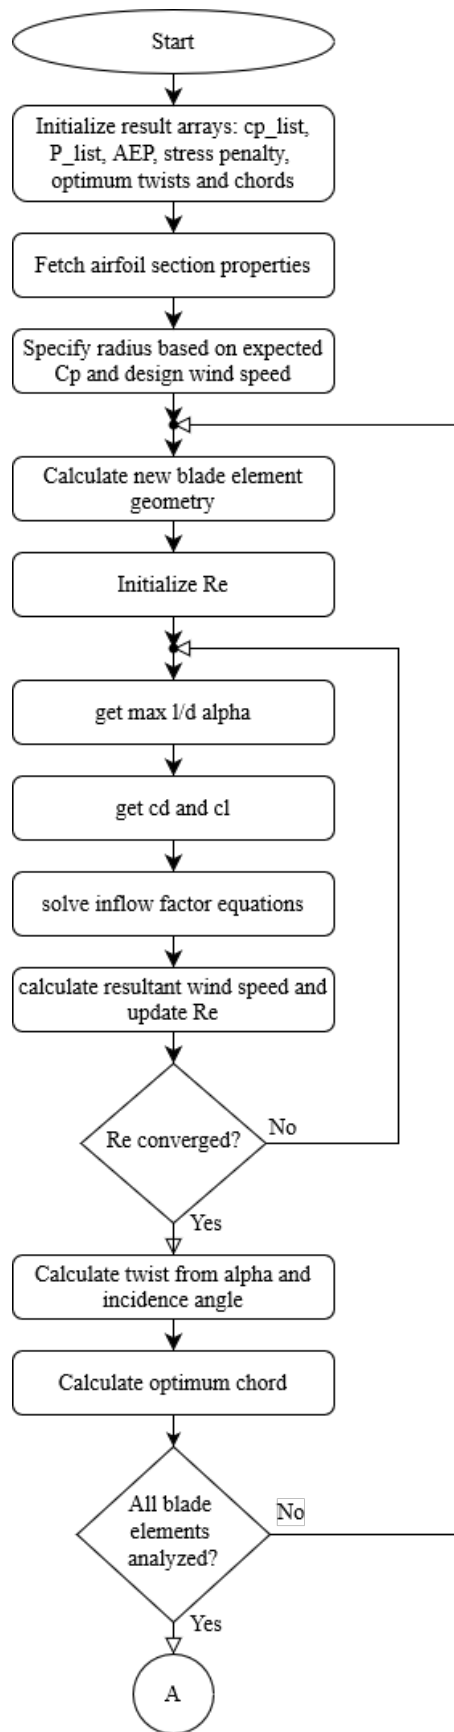 Start
Initialize result arrays: cp_list,
P_list, AEP, stress penalty,
optimum twists and chords
Fetch airfoil section properties
Specify radius based on expected
Cp and design wind speed
Calculate new blade element
geometry
Initialize Re
get max l/d alpha
get cd and cl
solve inflow factor equations
calculate resultant wind speed and
update Re
Re converged?
No
Yes
Calculate twist from alpha and
incidence angle
Calculate optimum chord
All blade
elements
analyzed?
No
Yes
A